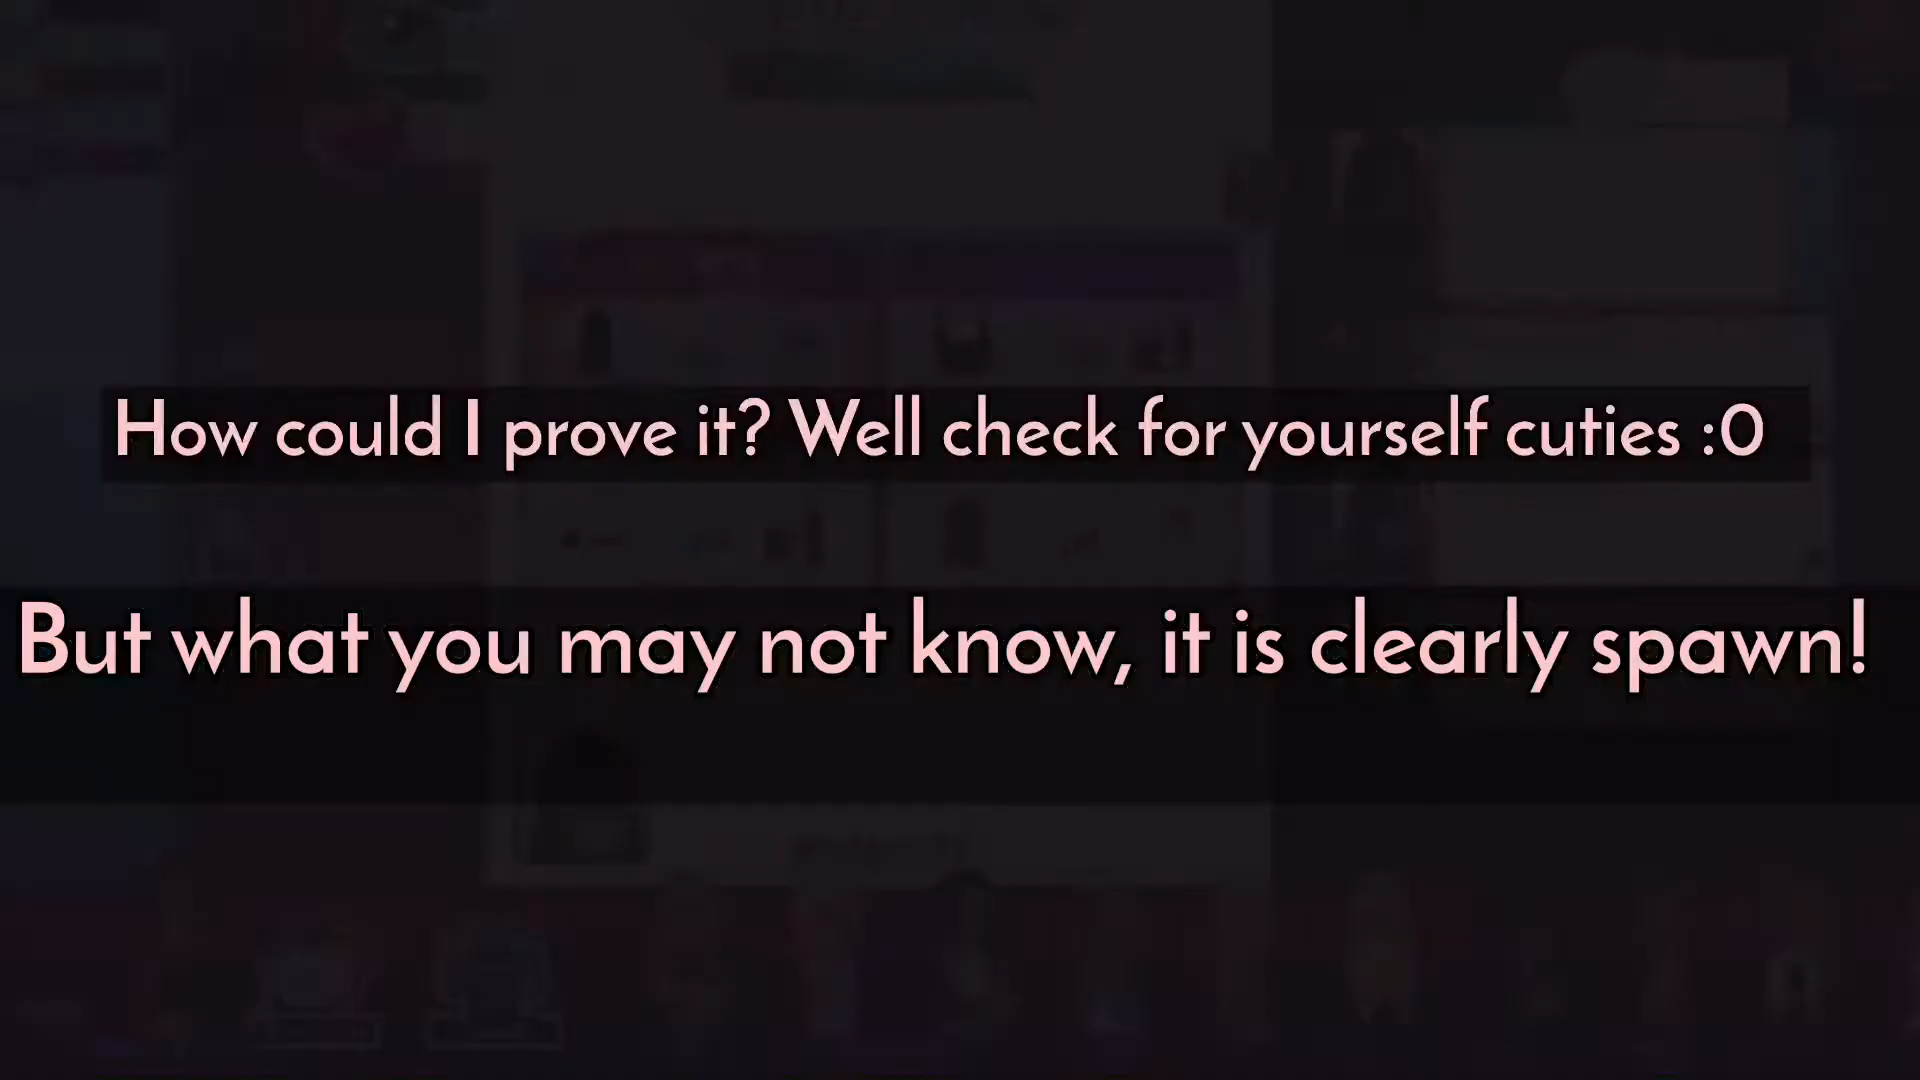 How could I prove it? Well check for yourself cuties :0
But what you may not know, it is clearly spawn!